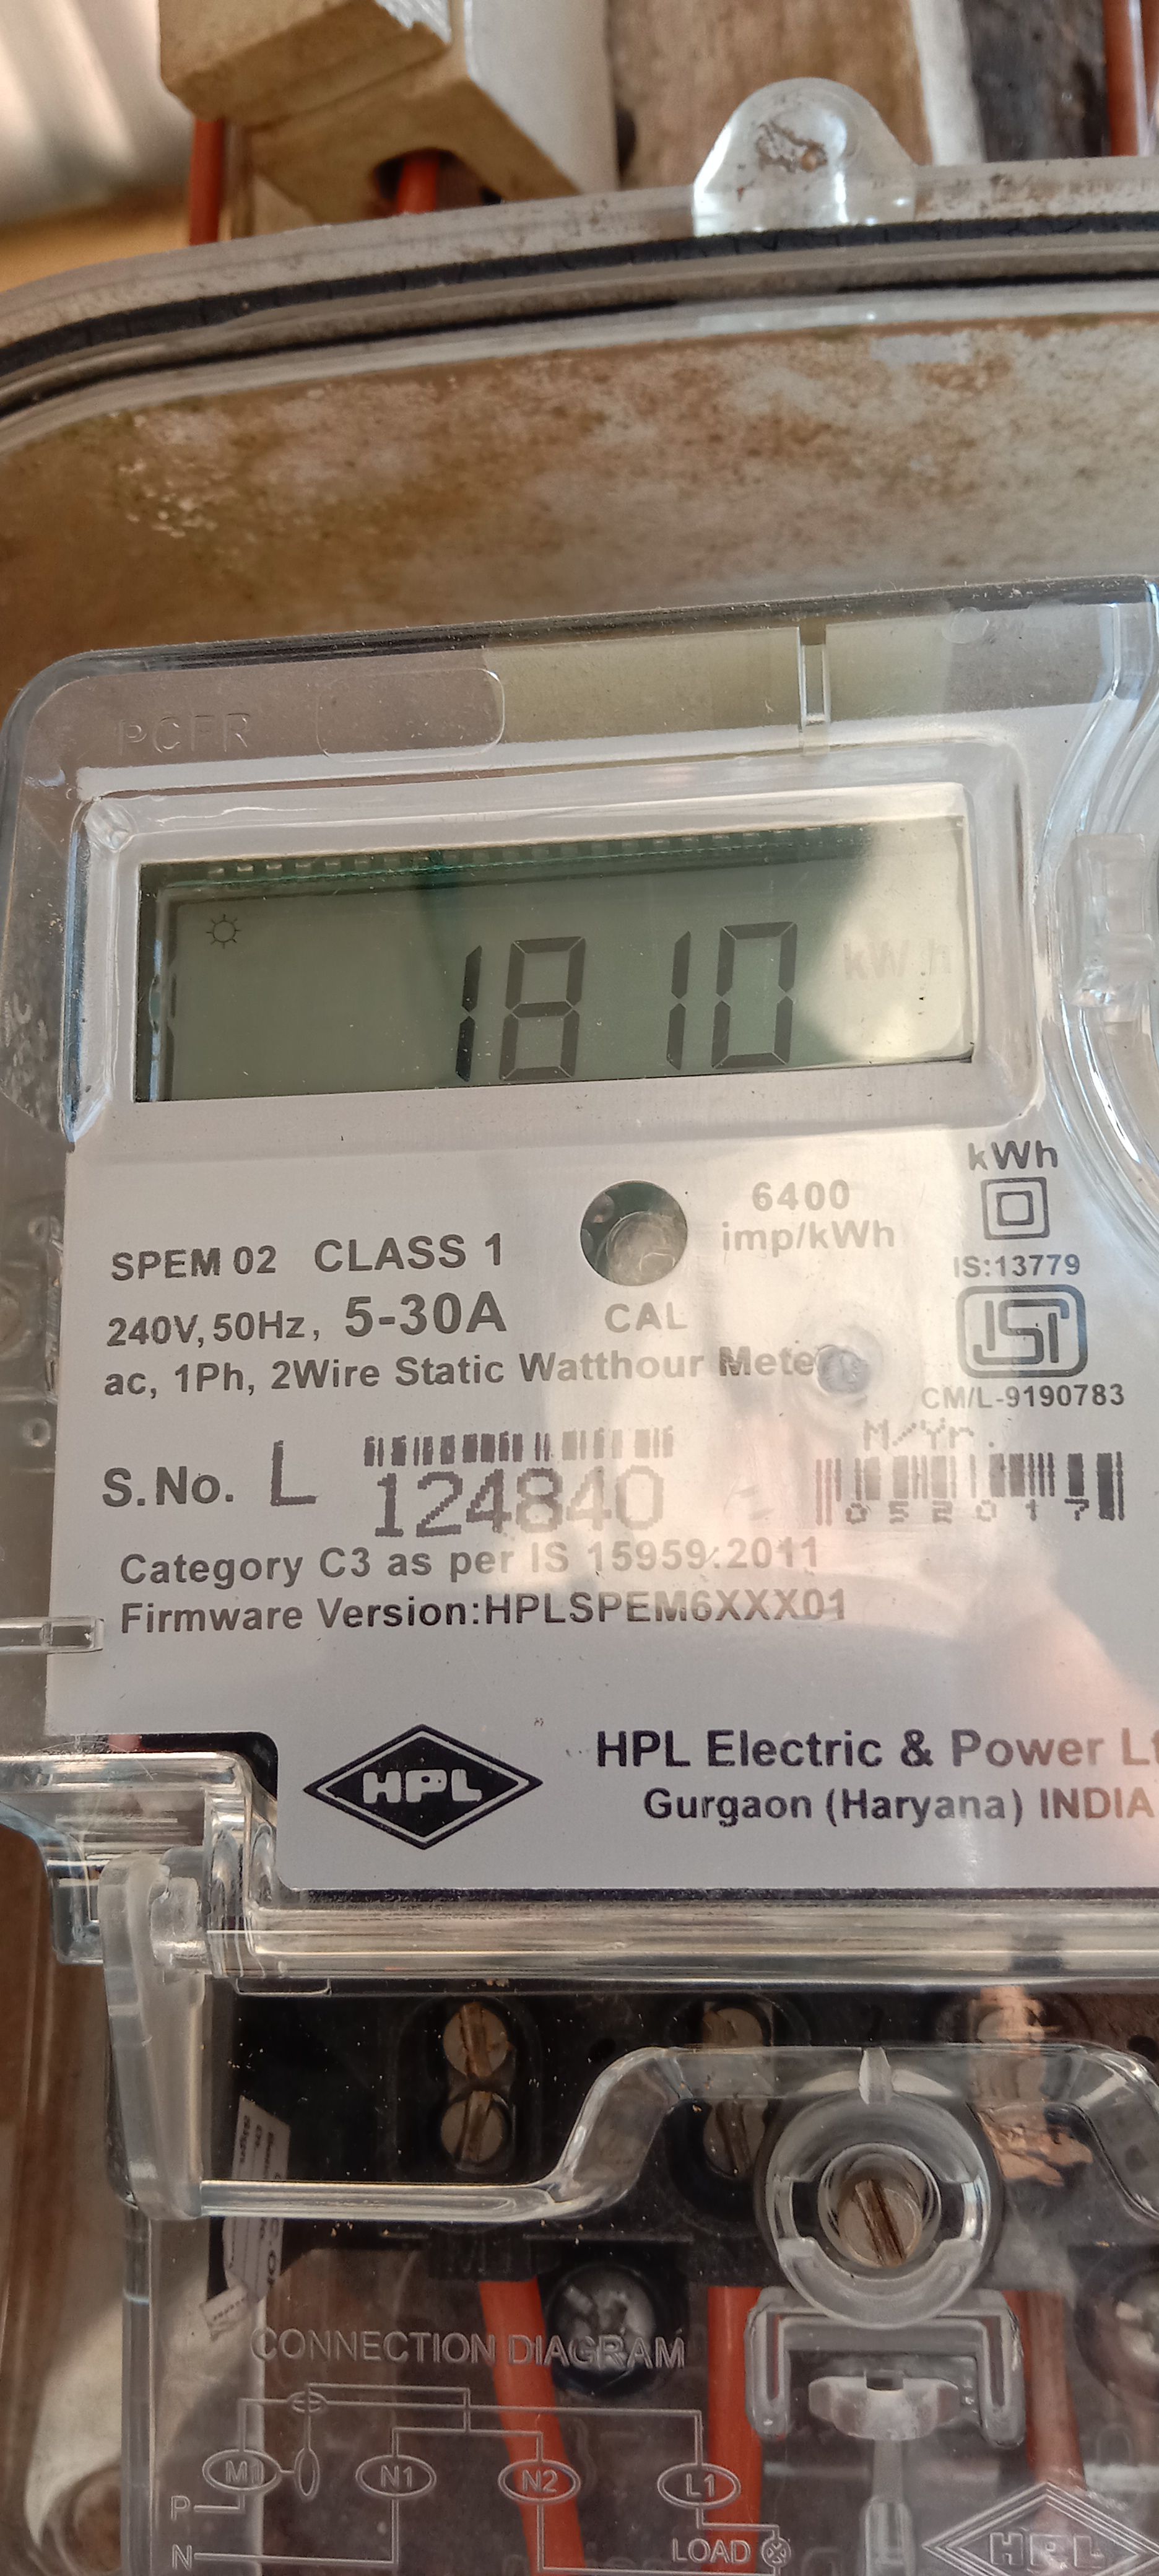 PCFR
1810 kWh
kWh
6400
imp/kWh
IS:13779
SPEM 02 CLASS 1
CAL
240V, 50Hz, 5-30A
ISI
ac, 1Ph, 2Wire Static Watthour Meter
CM/L-9190783
M/Yr.
S.No. L 124840
052017
Category C3 as per IS 15959:2011
Firmware Version:HPLSPEM6XXX01
HPL
HPL Electric & Power
Gurgaon (Haryana) INDIA
CONNECTION DIAGRAM
N1 N2 L1
P
LOAD
N
HPL